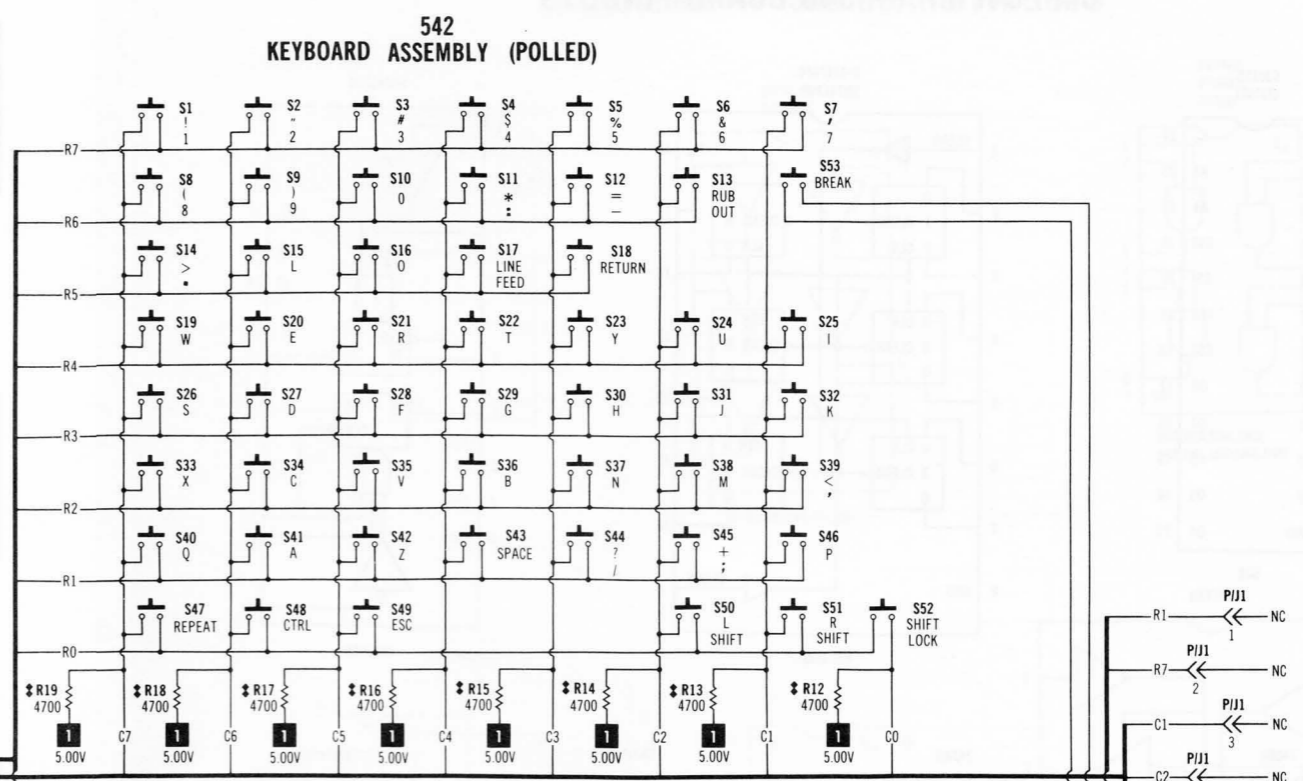 542
KEYBOARD ASSEMBLY (POLLED)
S1 S2 S3 S4 S5 S6 S7
! " # $ % & '
1 2 3 4 5 6 7
R7
S8 S9 S10 S11 S12 S13 S53
( ) 0 * = RUB BREAK
8 9 : - OUT
R6
S14 S15 S16 S17 S18
> L O LINE RETURN
. FEED
R5
S19 S20 S21 S22 S23 S24 S25
W E R T Y U I
R4
S26 S27 S28 S29 S30 S31 S32
S D F G H J K
R3
S33 S34 S35 S36 S37 S38 S39
X C V B N M <
,
R2
S40 S41 S42 S43 S44 S45 S46
Q A Z SPACE ? + P
/ ;
R1
S47 S48 S49 S50 S51 S52
REPEAT CTRL ESC L R SHIFT
SHIFT SHIFT LOCK
R0
R19 R18 R17 R16 R15 R14 R13 R12
4700 4700 4700 4700 4700 4700 4700 4700
1 C7 1 C6 1 C5 1 C4 1 C3 1 C2 1 C1 1 C0
5.00V 5.00V 5.00V 5.00V 5.00V 5.00V 5.00V 5.00V
P/J1
R1 NC
1
P/J1
R7 NC
2
P/J1
C1 NC
3
P/J1
C2 NC